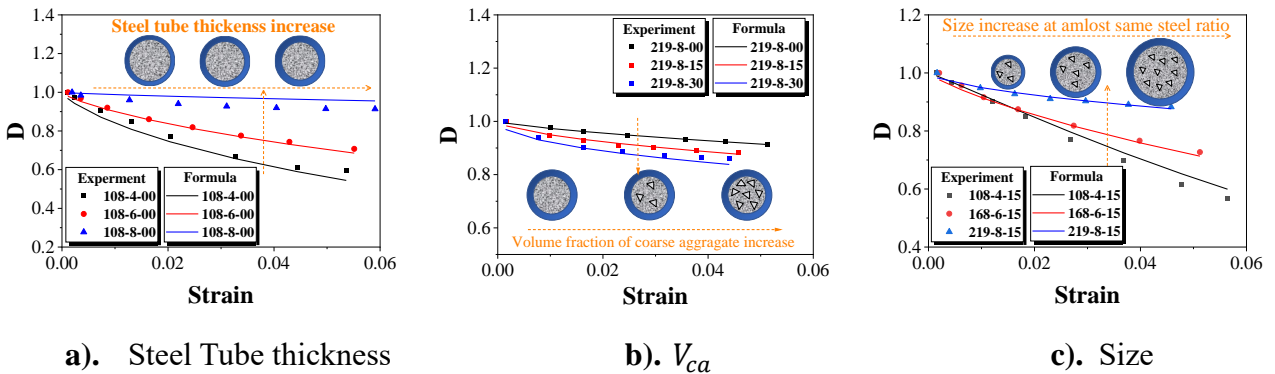 Steel tube thickenss increase
1.4
1.2
1.0
0.8
0.6
0.4
0.2
D
Experiment
108-4-00
108-6-00
108-8-00
Formula
108-4-00
108-6-00
108-8-00
0.00 0.02 0.04 0.06
Strain
a). Steel Tube thickness
1.4
1.2
1.0
0.8
0.6
D
Experiment
219-8-00
219-8-15
219-8-30
Formula
219-8-00
219-8-15
219-8-30
Volume fraction of coarse aggragate increase
0.00 0.02 0.04 0.06
Strain
b). V_ca
Size increase at amlost same steel ratio
1.2
1.0
0.8
0.6
0.4
D
Experiment
108-4-15
168-6-15
219-8-15
Formula
108-4-15
168-6-15
219-8-15
0.00 0.02 0.04 0.06
Strain
c). Size